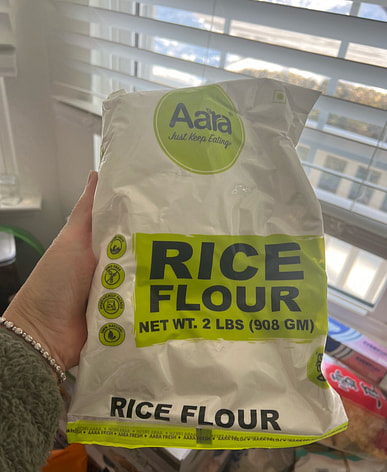 Aara
Just Keep Eating
RICE
FLOUR
NET WT. 2 LBS (908 GM)
RICE FLOUR